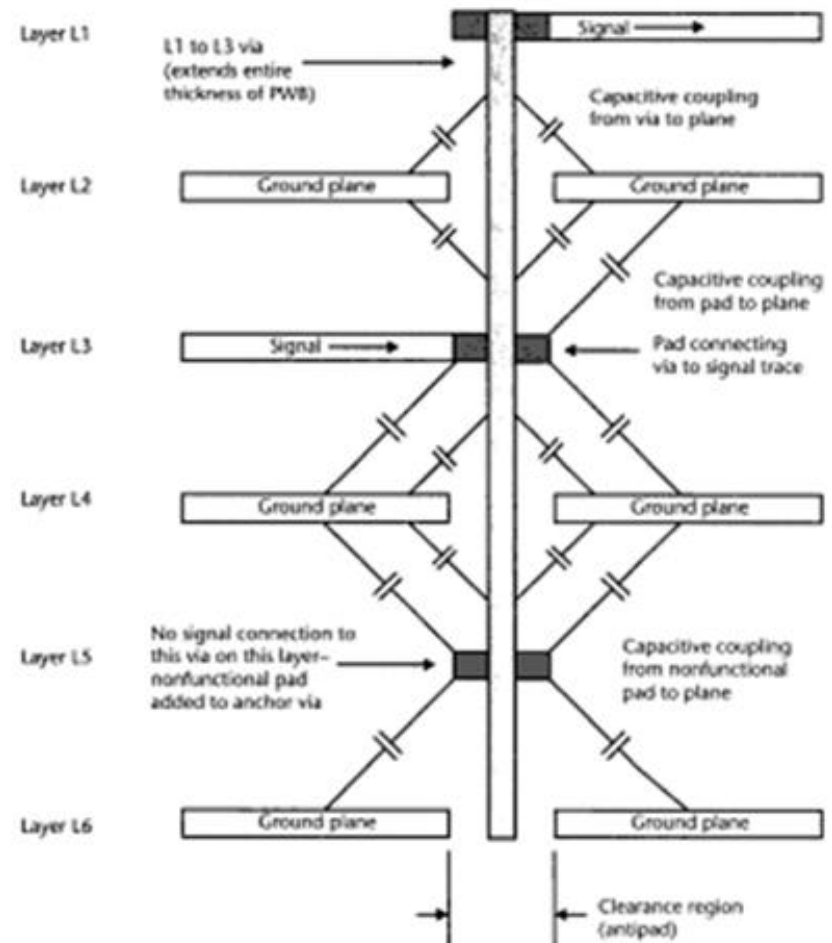 Layer L1
Signal
L1 to L3 via
(extends entire
thickness of PWB)
Capacitive coupling
from via to plane
Layer L2
Ground plane
Ground plane
Capacitive coupling
from pad to plane
Layer L3
Signal
Pad connecting
via to signal trace
Layer L4
Ground plane
Ground plane
No signal connection to
this via on this layer–
nonfunctional pad
added to anchor via
Layer L5
Capacitive coupling
from nonfunctional
pad to plane
Layer L6
Ground plane
Ground plane
Clearance region
(antipad)